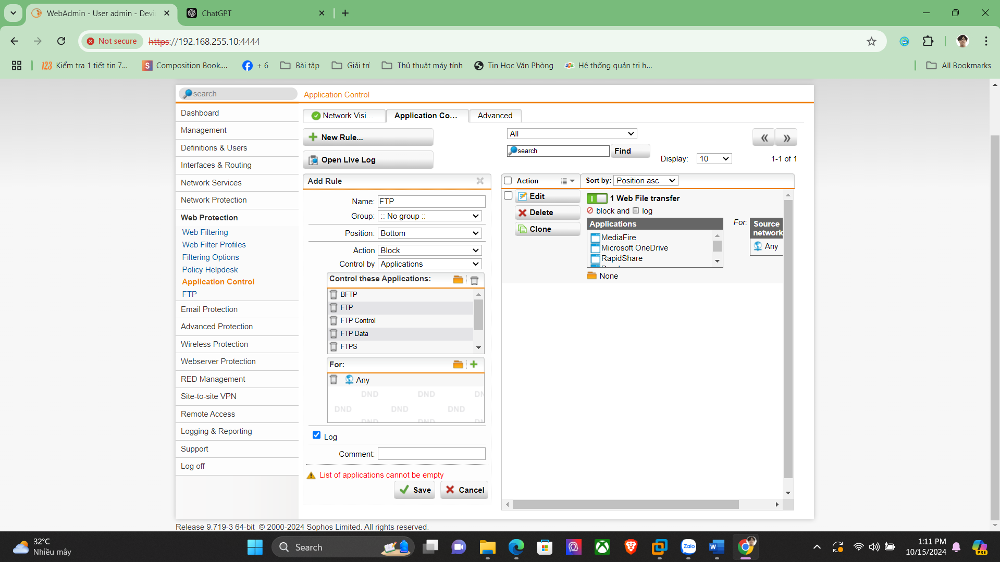 WebAdmin - User admin - Devi
ChatGPT
Not secure https://192.168.255.10:4444
123 Kiểm tra 1 tiết tin 7...
S Composition Book....
+ 6
Bài tập
Giải trí
Thủ thuật máy tính
Tin Học Văn Phòng
Hệ thống quản trị h...
All Bookmarks
search
Application Control
Dashboard
Management
Definitions & Users
Interfaces & Routing
Network Services
Network Protection
Web Protection
Web Filtering
Web Filter Profiles
Filtering Options
Policy Helpdesk
Application Control
FTP
Email Protection
Advanced Protection
Wireless Protection
Webserver Protection
RED Management
Site-to-site VPN
Remote Access
Logging & Reporting
Support
Log off
Network Visi...
Application Co...
Advanced
New Rule...
Open Live Log
All
search
Find
Display: 10
1-1 of 1
Add Rule
Name: FTP
Group: :: No group ::
Position: Bottom
Action Block
Control by Applications
Control these Applications:
BFTP
FTP
FTP Control
FTP Data
FTPS
For:
Any
DND DND DN
DND DND DND
DND DND DN
Log
Comment:
List of applications cannot be empty
Save
Cancel
Action
Sort by: Position asc
Edit
Delete
Clone
1 Web File transfer
block and log
Applications
MediaFire
Microsoft OneDrive
RapidShare
For:
Source
network
Any
None
Release 9.719-3 64-bit © 2000-2024 Sophos Limited. All rights reserved.
32°C
Nhiều mây
Search
Zalo
W
1:11 PM
10/15/2024
PRE